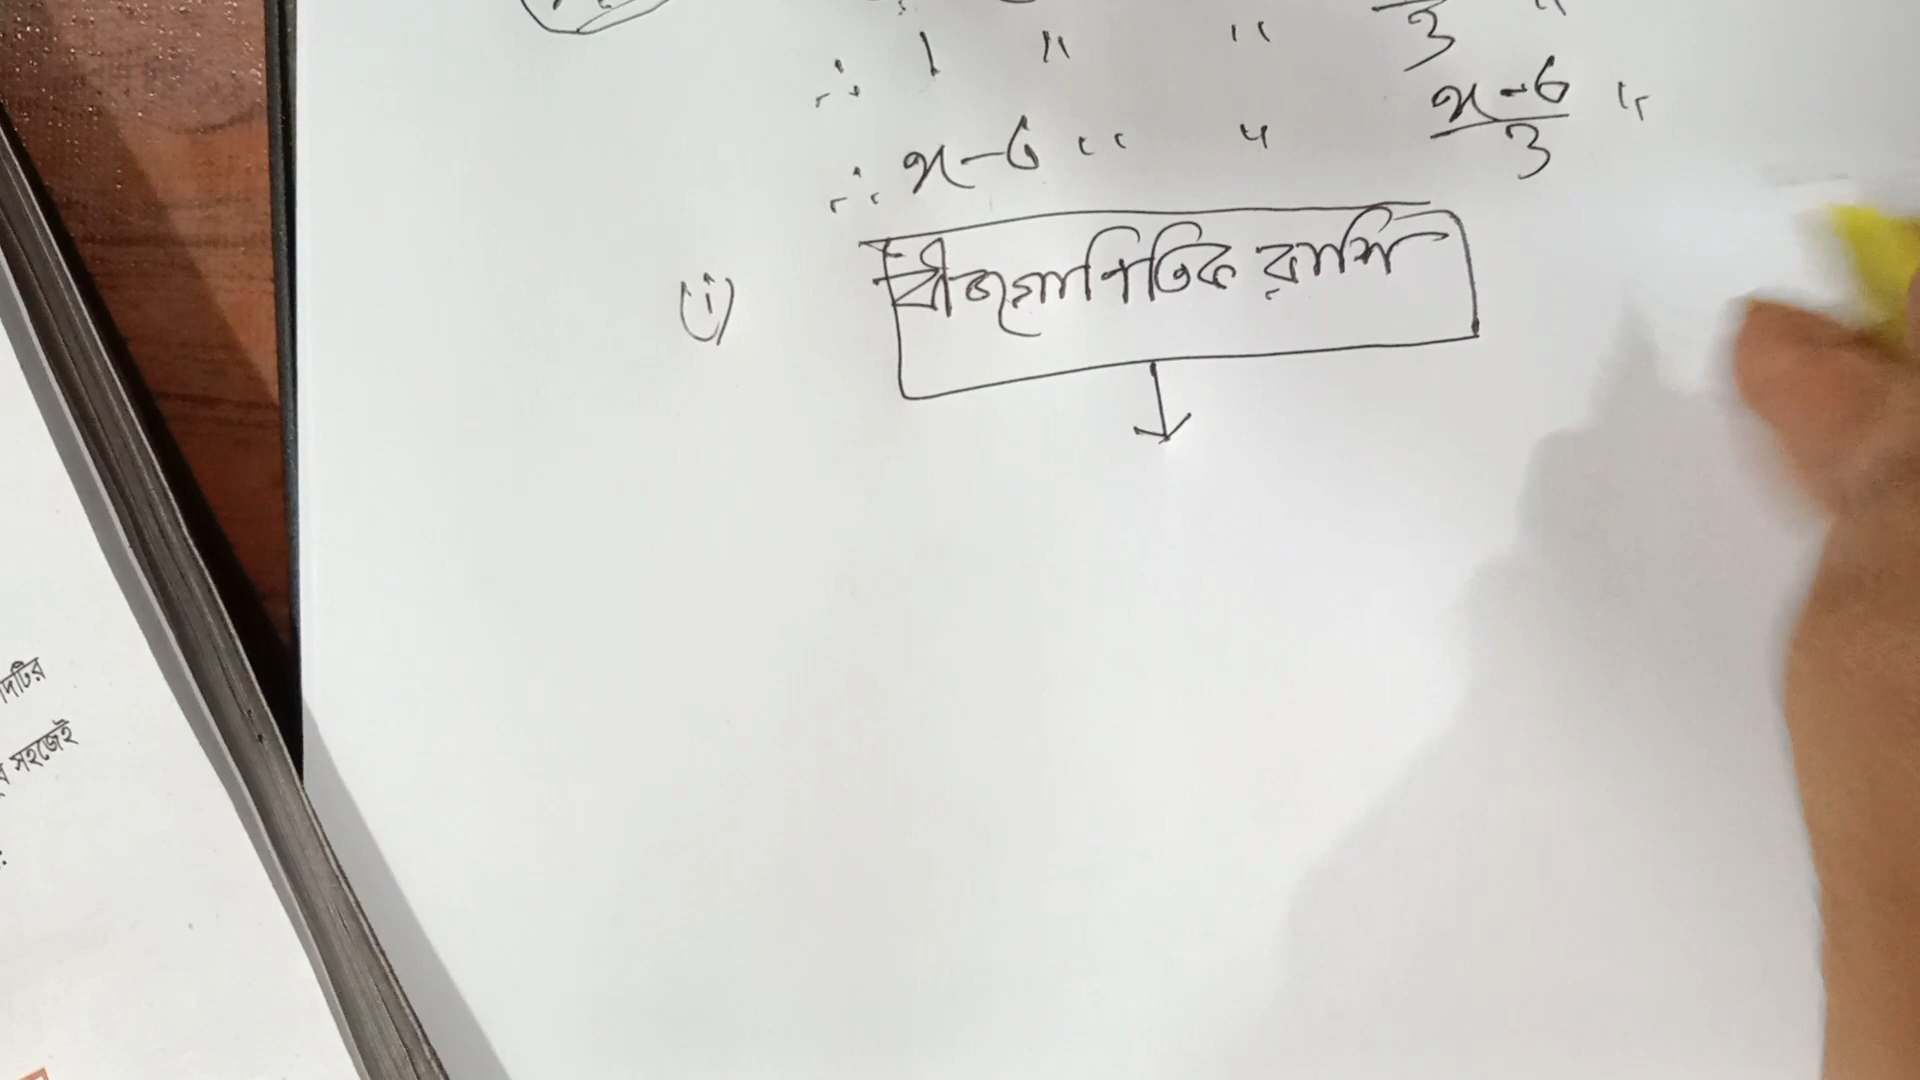 ∴ 1 " " /3 "
∴ x-6 " " x-6/3 "
(i) বীজগাণিতিক রাশি
↓
দটির
সহজেই